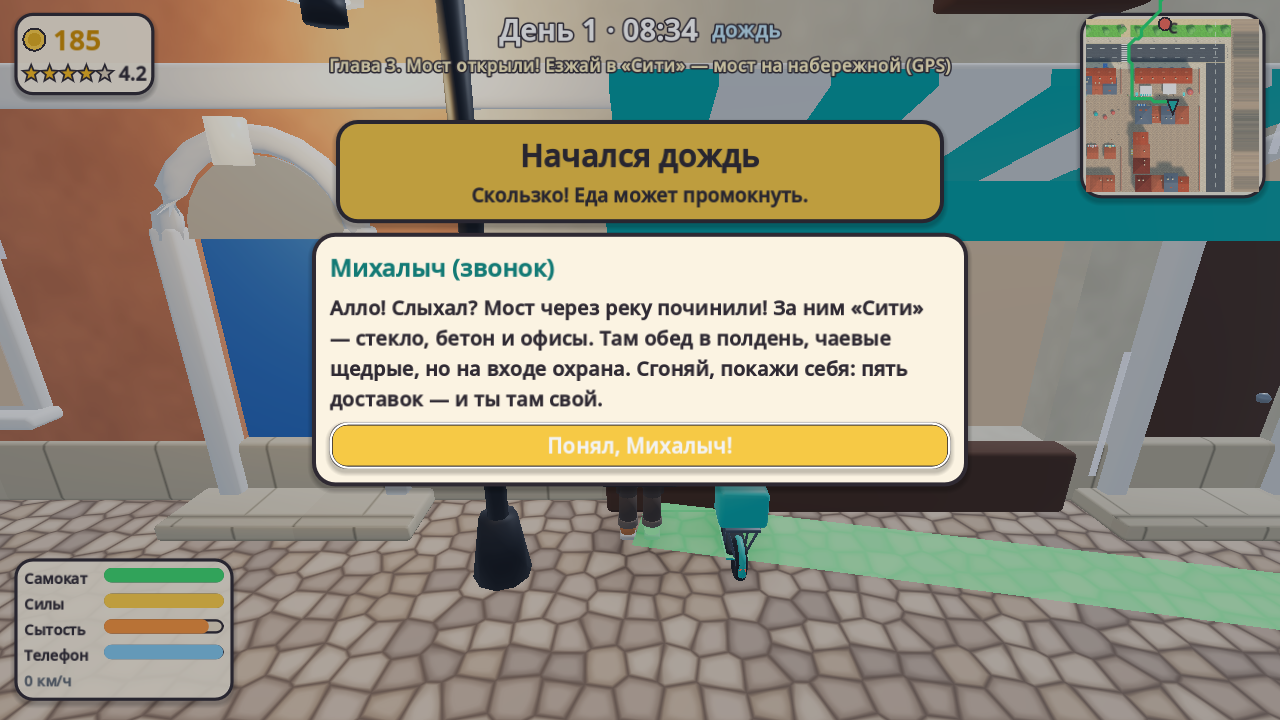 185
4.2
День 1 · 08:34 дождь
Глава 3. Мост открыли! Езжай в «Сити» — мост на набережной (GPS)
Начался дождь
Скользко! Еда может промокнуть.
Михалыч (звонок)
Алло! Слыхал? Мост через реку починили! За ним «Сити»
— стекло, бетон и офисы. Там обед в полдень, чаевые
щедрые, но на входе охрана. Сгоняй, покажи себя: пять
доставок — и ты там свой.
Понял, Михалыч!
Самокат
Силы
Сытость
Телефон
0 км/ч